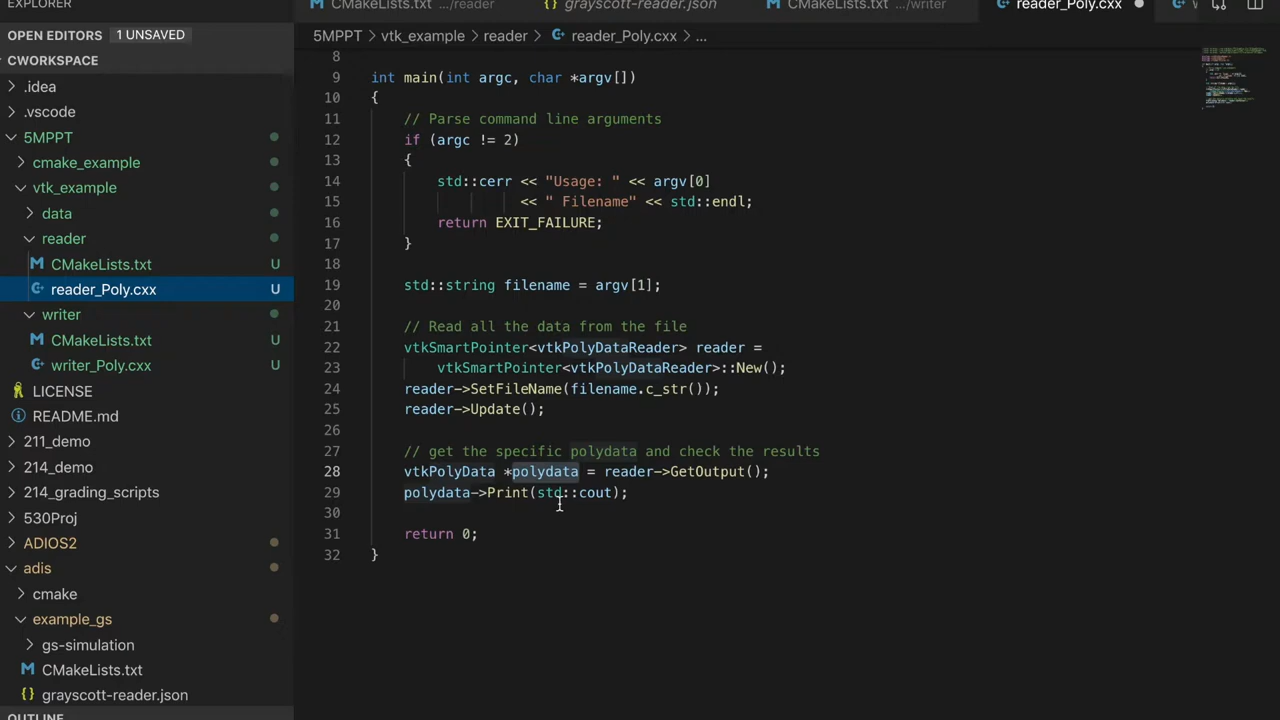 EXPLORER
OPEN EDITORS 1 UNSAVED
CWORKSPACE
.idea
.vscode
5MPPT
cmake_example
vtk_example
data
reader
CMakeLists.txt U
reader_Poly.cxx U
writer
CMakeLists.txt U
writer_Poly.cxx U
LICENSE
README.md
211_demo
214_demo
214_grading_scripts
530Proj
ADIOS2
adis
cmake
example_gs
gs-simulation
CMakeLists.txt
grayscott-reader.json
OUTLINE
CMakeLists.txt .../reader grayscott-reader.json CMakeLists.txt .../writer reader_Poly.cxx
5MPPT > vtk_example > reader > reader_Poly.cxx > ...
8
9 int main(int argc, char *argv[])
10 {
11 // Parse command line arguments
12 if (argc != 2)
13 {
14 std::cerr << "Usage: " << argv[0]
15 << " Filename" << std::endl;
16 return EXIT_FAILURE;
17 }
18
19 std::string filename = argv[1];
20
21 // Read all the data from the file
22 vtkSmartPointer<vtkPolyDataReader> reader =
23 vtkSmartPointer<vtkPolyDataReader>::New();
24 reader->SetFileName(filename.c_str());
25 reader->Update();
26
27 // get the specific polydata and check the results
28 vtkPolyData *polydata = reader->GetOutput();
29 polydata->Print(std::cout);
30
31 return 0;
32 }